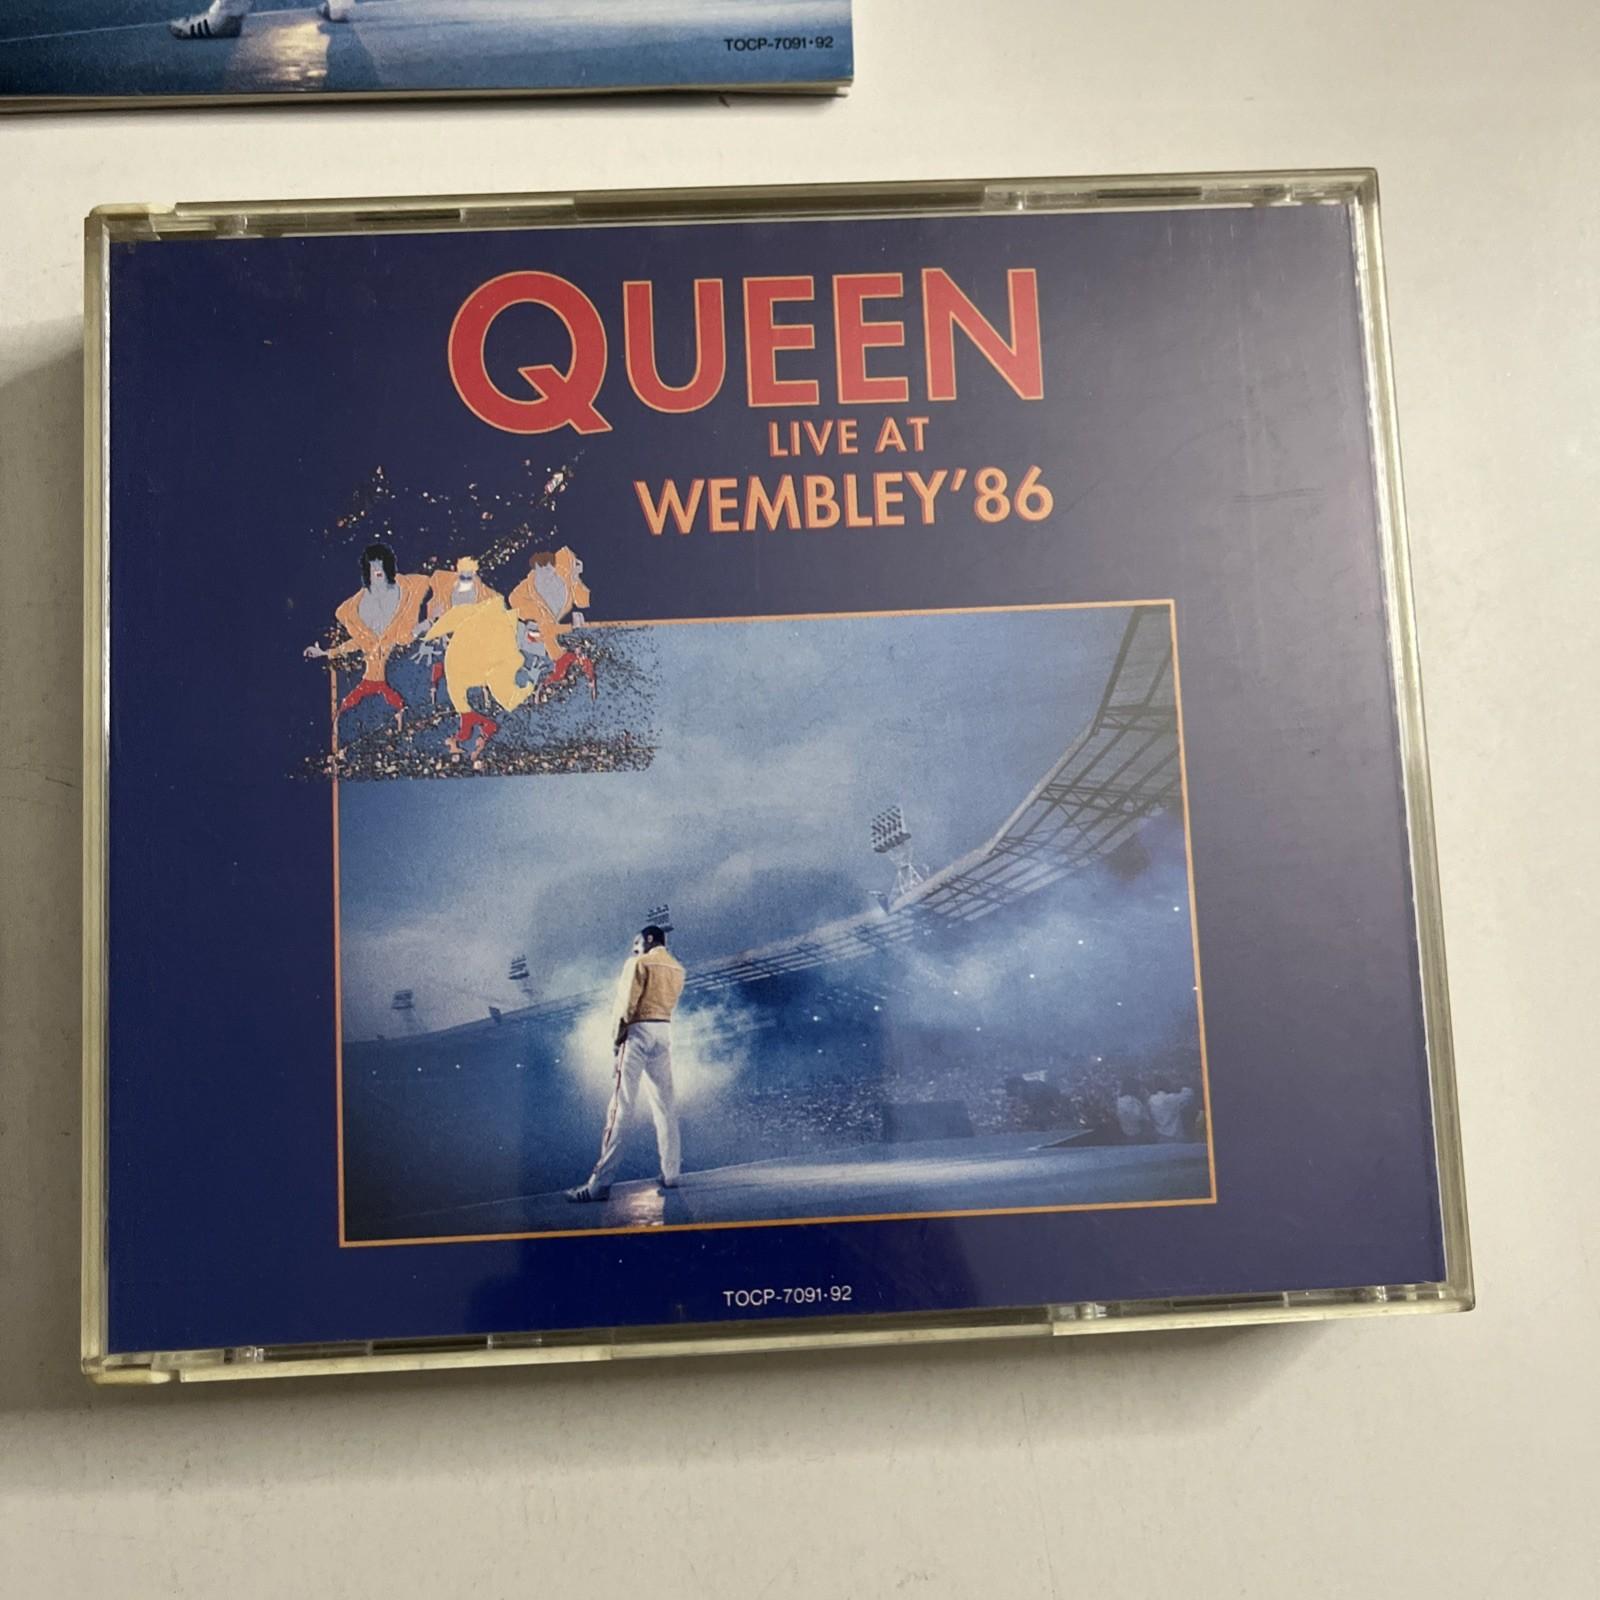 TOCP-7091·92
QUEEN
LIVE AT
WEMBLEY'86
TOCP-7091·92